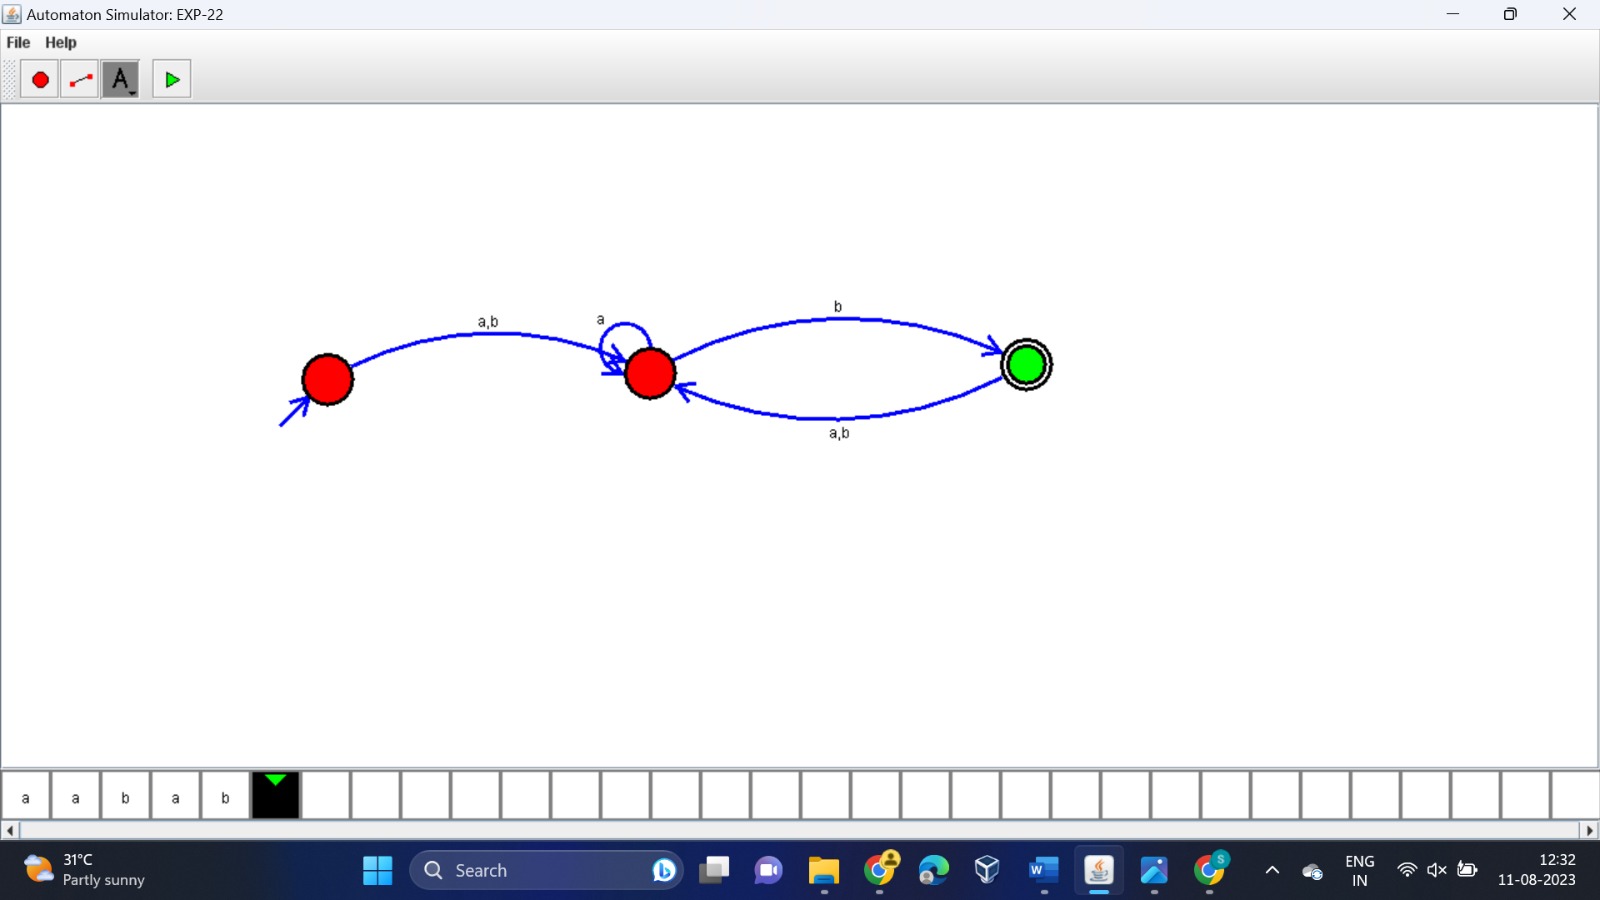 Automaton Simulator: EXP-22
File Help
A
b
a
a,b
a,b
a a b a b
31°C
Partly sunny
Search
W
S
ENG
IN
12:32
11-08-2023